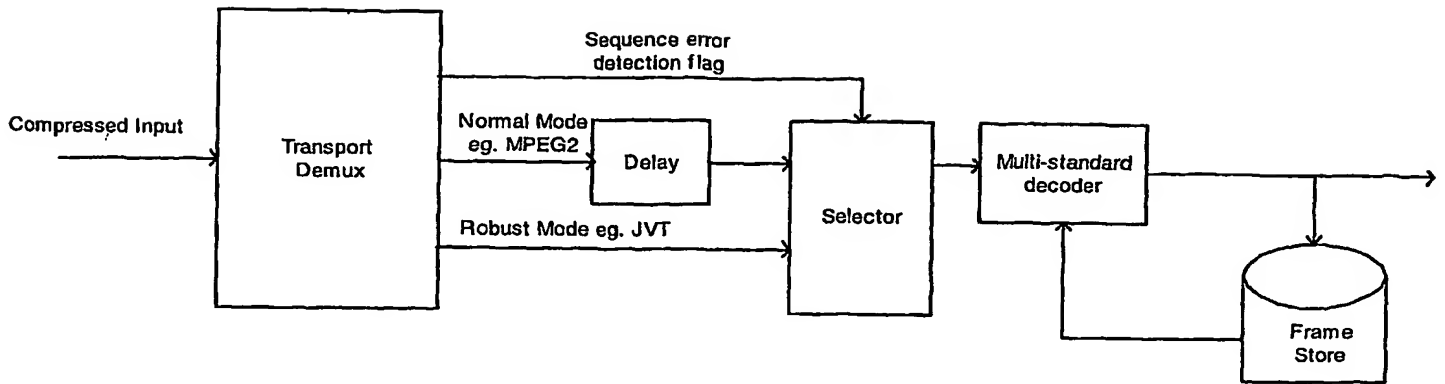 Sequence error
detection flag
Compressed Input
Normal Mode
eg. MPEG2
Transport
Demux
Delay
Multi-standard
decoder
Selector
Robust Mode eg. JVT
Frame
Store